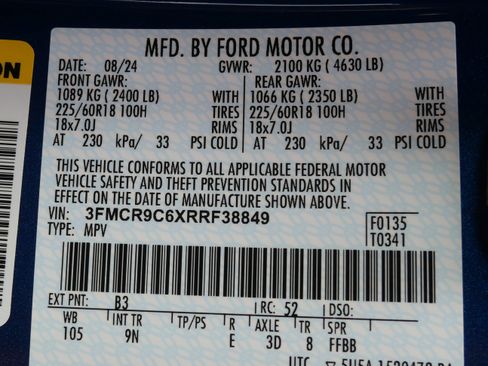 ON
MFD. BY FORD MOTOR CO.
DATE: 08/24 GVWR: 2100 KG ( 4630 LB)
FRONT GAWR: REAR GAWR:
1089 KG ( 2400 LB) WITH 1066 KG ( 2350 LB) WITH
225/60R18 100H TIRES 225/60R18 100H TIRES
18x7.0J RIMS 18x7.0J RIMS
AT 230 kPa/ 33 PSI COLD AT 230 kPa/ 33 PSI COLD
THIS VEHICLE CONFORMS TO ALL APPLICABLE FEDERAL MOTOR
VEHICLE SAFETY AND THEFT PREVENTION STANDARDS IN
EFFECT ON THE DATE OF MANUFACTURE SHOWN ABOVE.
VIN: 3FMCR9C6XRRF38849 F0135
TYPE: MPV T0341
EXT PNT: B3 RC: 52 DSO:
WB INT TR TP/PS R AXLE TR SPR
105 9N E 3D 8 FFBB
UTC